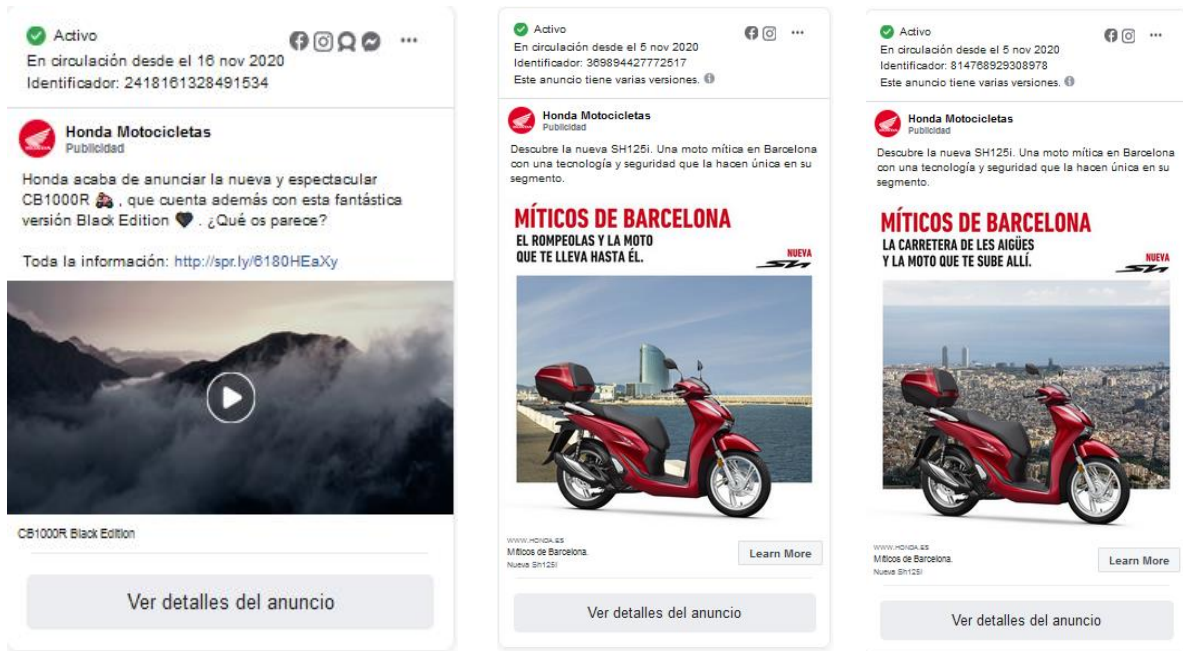 Activo
En circulación desde el 16 nov 2020
Identificador: 2418161328491534
Honda Motocicletas
Publicidad
Honda acaba de anunciar la nueva y espectacular
CB1000R 🏍 , que cuenta además con esta fantástica
versión Black Edition 🖤 . ¿Qué os parece?
Toda la información: http://spr.ly/6180HEaXy
CB1000R Black Edition
Ver detalles del anuncio
Activo
En circulación desde el 5 nov 2020
Identificador: 369894427772517
Este anuncio tiene varias versiones.
Honda Motocicletas
Publicidad
Descubre la nueva SH125i. Una moto mítica en Barcelona
con una tecnología y seguridad que la hacen única en su
segmento.
MÍTICOS DE BARCELONA
EL ROMPEOLAS Y LA MOTO
QUE TE LLEVA HASTA ÉL.
NUEVA
Sh
WWW.HONDA.ES
Míticos de Barcelona.
Nueva Sh125i
Learn More
Ver detalles del anuncio
Activo
En circulación desde el 5 nov 2020
Identificador: 814768929308978
Este anuncio tiene varias versiones.
Honda Motocicletas
Publicidad
Descubre la nueva SH125i. Una moto mítica en Barcelona
con una tecnología y seguridad que la hacen única en su
segmento.
MÍTICOS DE BARCELONA
LA CARRETERA DE LES AIGÜES
Y LA MOTO QUE TE SUBE ALLÍ.
NUEVA
Sh
WWW.HONDA.ES
Míticos de Barcelona.
Nueva Sh125i
Learn More
Ver detalles del anuncio